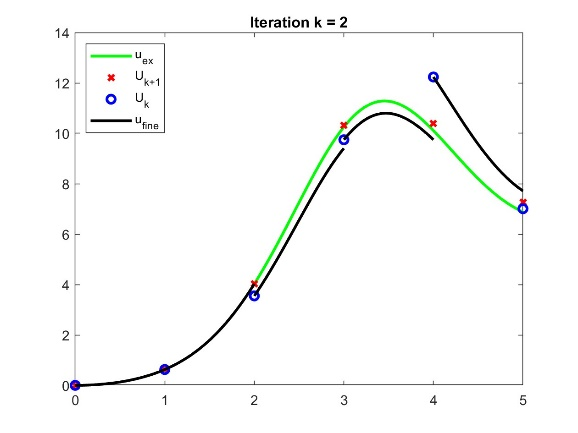 Iteration k = 2
14
12
10
8
6
4
2
0
u_ex
U_k+1
U_k
u_fine
0 1 2 3 4 5